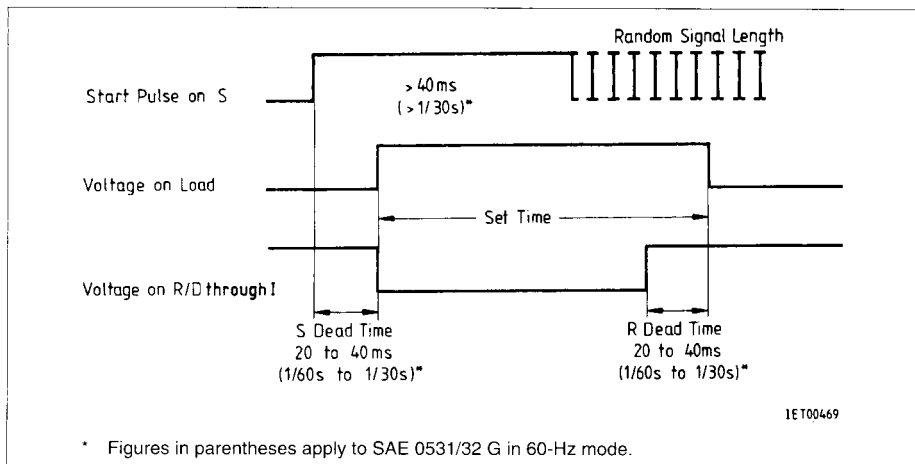 Random Signal Length
Start Pulse on S
> 40ms
(> 1/30s)*
Voltage on Load
Set Time
Voltage on R/D through I
S Dead Time
20 to 40ms
(1/60s to 1/30s)*
R Dead Time
20 to 40ms
(1/60s to 1/30s)*
IET00469
* Figures in parentheses apply to SAE 0531/32 G in 60-Hz mode.